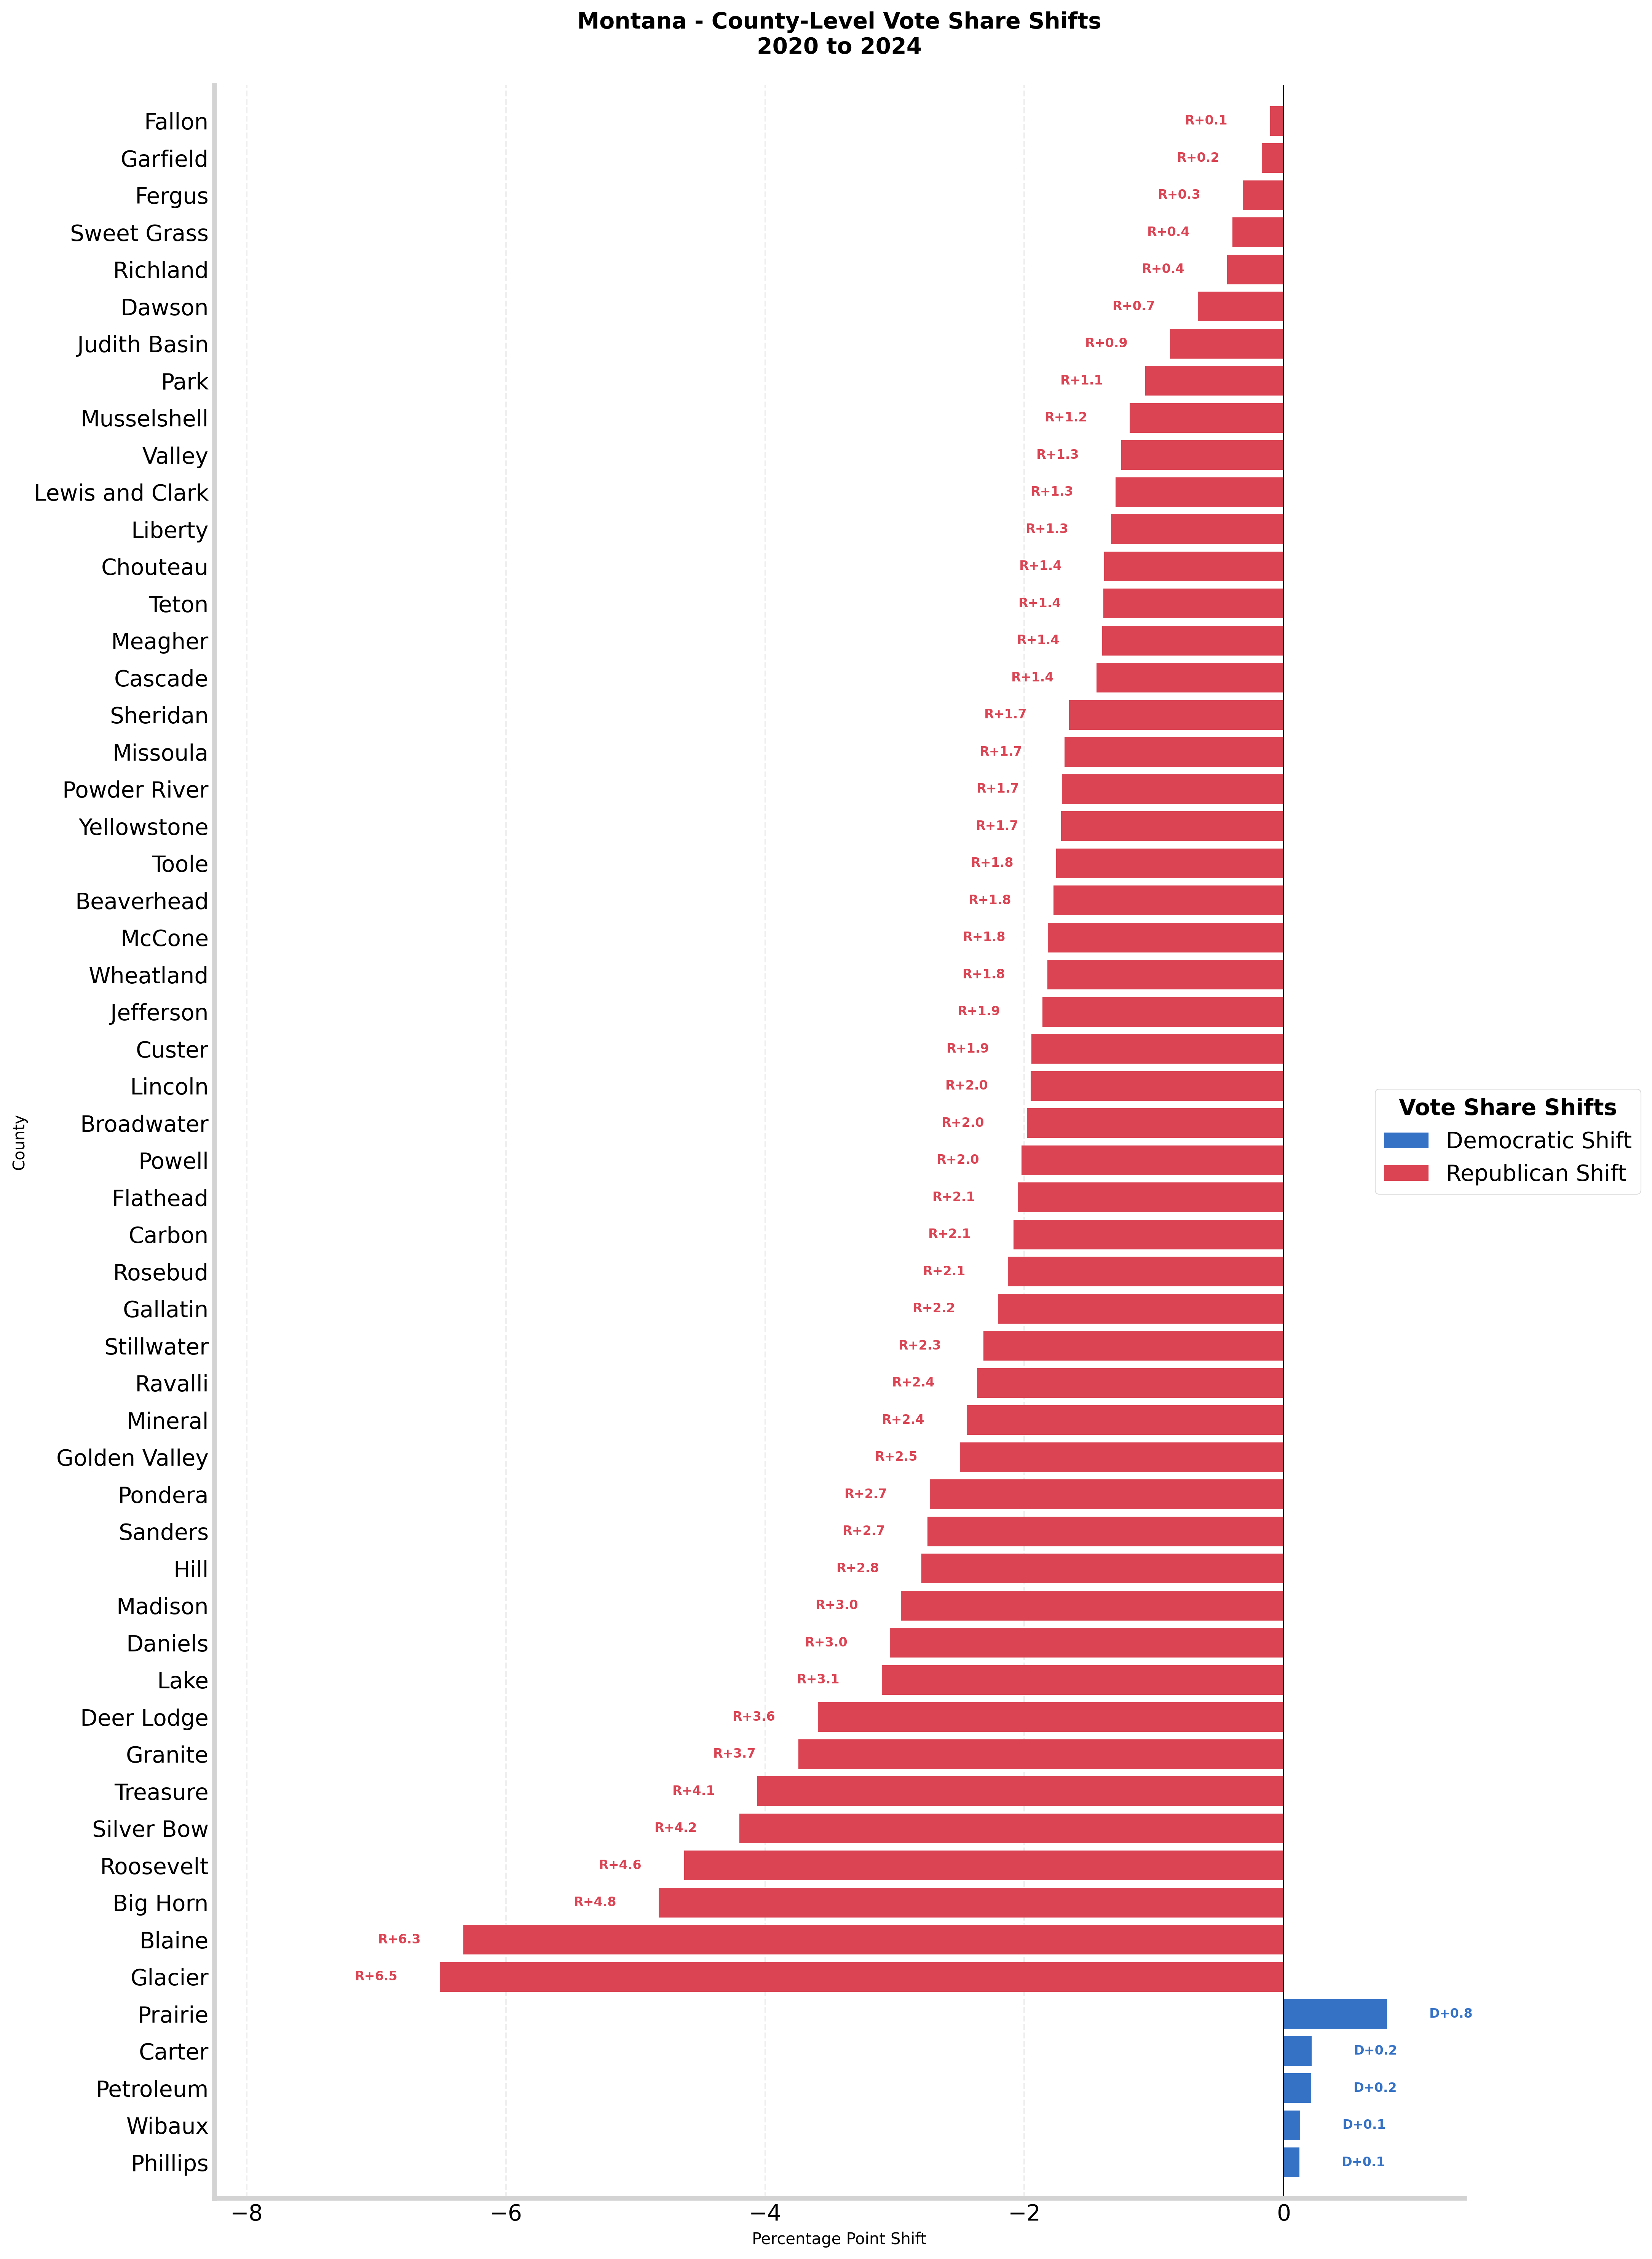 Montana - County-Level Vote Share Shifts
2020 to 2024
Fallon R+0.1
Garfield R+0.2
Fergus R+0.3
Sweet Grass R+0.4
Richland R+0.4
Dawson R+0.7
Judith Basin R+0.9
Park R+1.1
Musselshell R+1.2
Valley R+1.3
Lewis and Clark R+1.3
Liberty R+1.3
Chouteau R+1.4
Teton R+1.4
Meagher R+1.4
Cascade R+1.4
Sheridan R+1.7
Missoula R+1.7
Powder River R+1.7
Yellowstone R+1.7
Toole R+1.8
Beaverhead R+1.8
McCone R+1.8
Wheatland R+1.8
Jefferson R+1.9
Custer R+1.9
Lincoln R+2.0
Broadwater R+2.0
Powell R+2.0
Flathead R+2.1
Carbon R+2.1
Rosebud R+2.1
Gallatin R+2.2
Stillwater R+2.3
Ravalli R+2.4
Mineral R+2.4
Golden Valley R+2.5
Pondera R+2.7
Sanders R+2.7
Hill R+2.8
Madison R+3.0
Daniels R+3.0
Lake R+3.1
Deer Lodge R+3.6
Granite R+3.7
Treasure R+4.1
Silver Bow R+4.2
Roosevelt R+4.6
Big Horn R+4.8
Blaine R+6.3
Glacier R+6.5
Prairie D+0.8
Carter D+0.2
Petroleum D+0.2
Wibaux D+0.1
Phillips D+0.1
County
Vote Share Shifts
Democratic Shift
Republican Shift
−8 −6 −4 −2 0
Percentage Point Shift